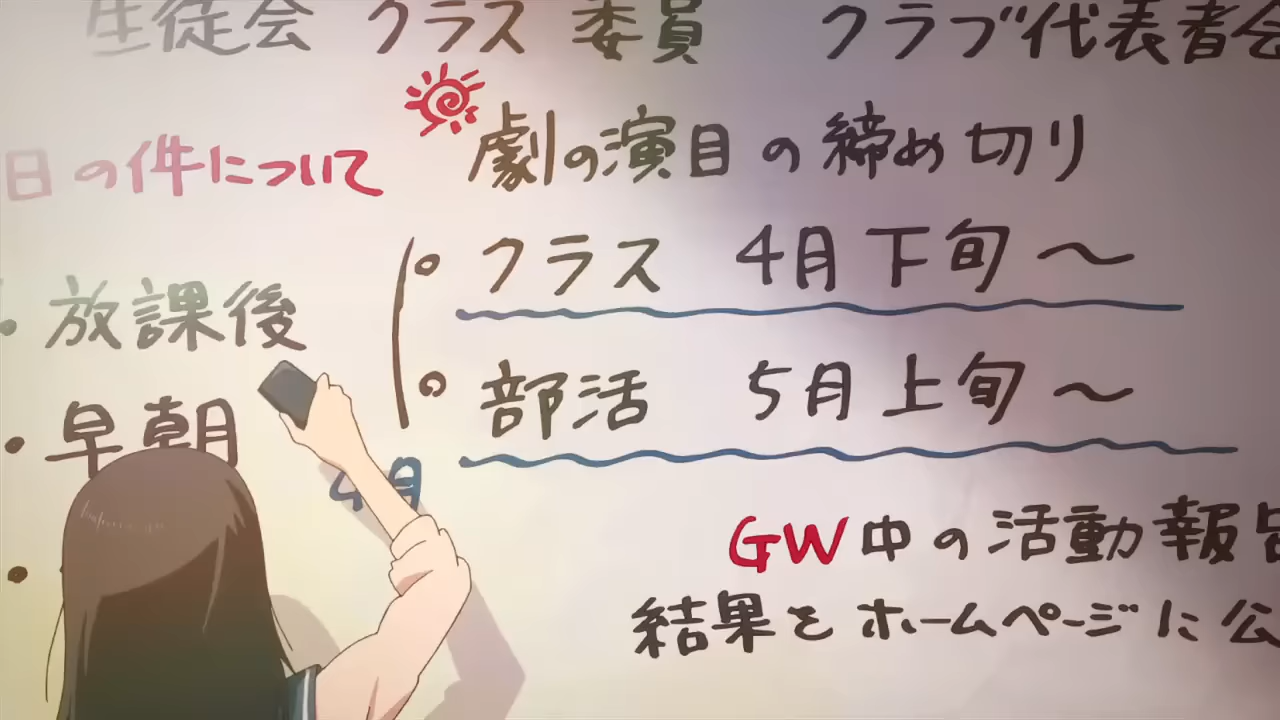 生徒会 クラス 委員 クラブ代表者会
日の件について
・放課後
・早朝
・
4月
劇の演目の締め切り
クラス 4月下旬〜
部活 5月上旬〜
GW中の活動報告
結果をホームページに公